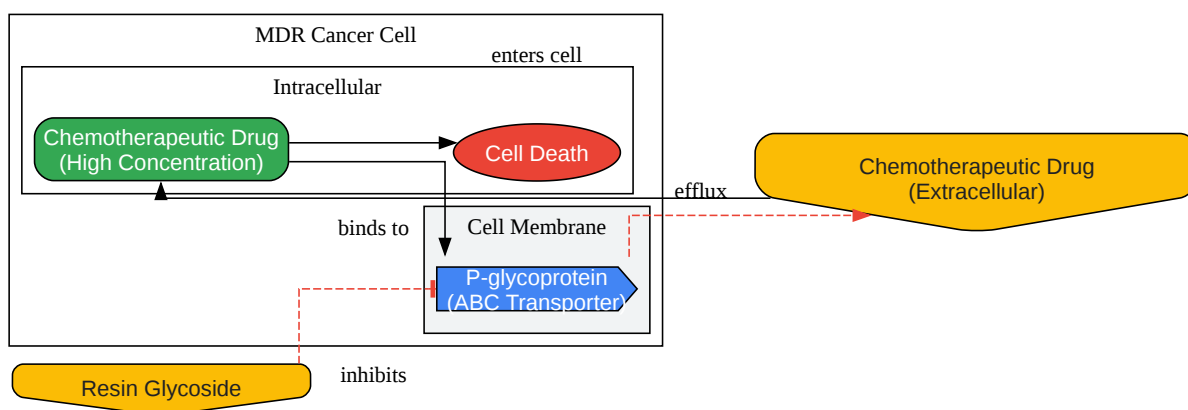 MDR Cancer Cell
enters cell
Intracellular
Chemotherapeutic Drug
(High Concentration)
Cell Death
Chemotherapeutic Drug
(Extracellular)
efflux
binds to
Cell Membrane
P-glycoprotein
(ABC Transporter)
Resin Glycoside
inhibits